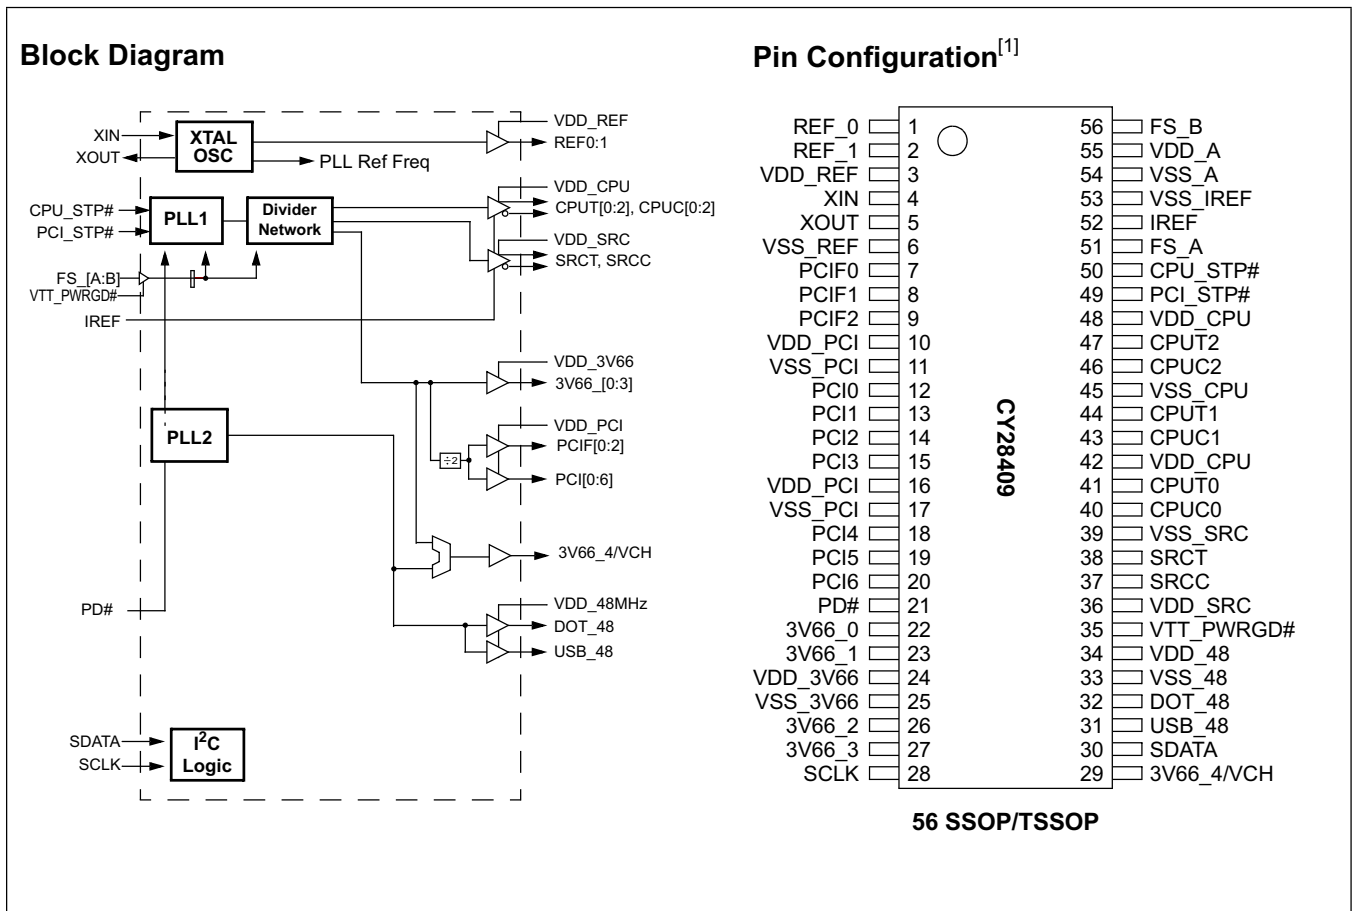 Block Diagram
XIN
XOUT
XTAL
OSC
PLL Ref Freq
VDD_REF
REF0:1
CPU_STP#
PCI_STP#
PLL1
Divider
Network
VDD_CPU
CPUT[0:2], CPUC[0:2]
VDD_SRC
SRCT, SRCC
FS_[A:B]
VTT_PWRGD#
IREF
VDD_3V66
3V66_[0:3]
PLL2
VDD_PCI
PCIF[0:2]
÷2
PCI[0:6]
3V66_4/VCH
PD#
VDD_48MHz
DOT_48
USB_48
SDATA
SCLK
I2C
Logic
Pin Configuration[1]
REF_0 1 56 FS_B
REF_1 2 55 VDD_A
VDD_REF 3 54 VSS_A
XIN 4 53 VSS_IREF
XOUT 5 52 IREF
VSS_REF 6 51 FS_A
PCIF0 7 50 CPU_STP#
PCIF1 8 49 PCI_STP#
PCIF2 9 48 VDD_CPU
VDD_PCI 10 47 CPUT2
VSS_PCI 11 46 CPUC2
PCI0 12 45 VSS_CPU
PCI1 13 44 CPUT1
PCI2 14 43 CPUC1
PCI3 15 42 VDD_CPU
VDD_PCI 16 41 CPUT0
VSS_PCI 17 40 CPUC0
PCI4 18 39 VSS_SRC
PCI5 19 38 SRCT
PCI6 20 37 SRCC
PD# 21 36 VDD_SRC
3V66_0 22 35 VTT_PWRGD#
3V66_1 23 34 VDD_48
VDD_3V66 24 33 VSS_48
VSS_3V66 25 32 DOT_48
3V66_2 26 31 USB_48
3V66_3 27 30 SDATA
SCLK 28 29 3V66_4/VCH
CY28409
56 SSOP/TSSOP